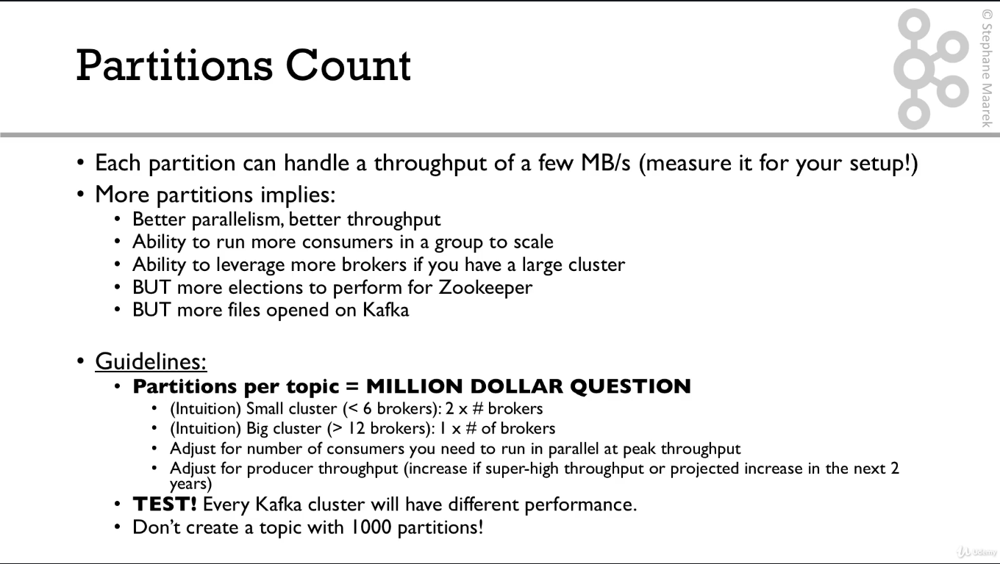 © Stephane Maarek
Partitions Count
• Each partition can handle a throughput of a few MB/s (measure it for your setup!)
• More partitions implies:
• Better parallelism, better throughput
• Ability to run more consumers in a group to scale
• Ability to leverage more brokers if you have a large cluster
• BUT more elections to perform for Zookeeper
• BUT more files opened on Kafka
• Guidelines:
• Partitions per topic = MILLION DOLLAR QUESTION
• (Intuition) Small cluster (< 6 brokers): 2 x # brokers
• (Intuition) Big cluster (> 12 brokers): 1 x # of brokers
• Adjust for number of consumers you need to run in parallel at peak throughput
• Adjust for producer throughput (increase if super-high throughput or projected increase in the next 2
years)
• TEST! Every Kafka cluster will have different performance.
• Don't create a topic with 1000 partitions!
Udemy